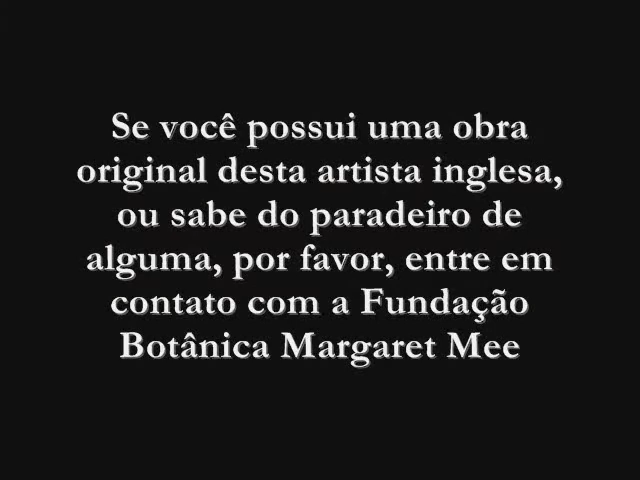 Se você possui uma obra
original desta artista inglesa,
ou sabe do paradeiro de
alguma, por favor, entre em
contato com a Fundação
Botânica Margaret Mee